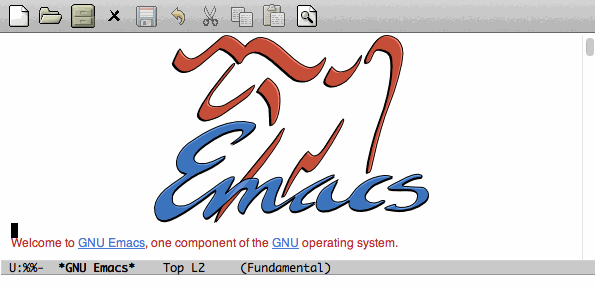 Emacs
Welcome to GNU Emacs, one component of the GNU operating system.
U:%%-  *GNU Emacs*    Top L2     (Fundamental)